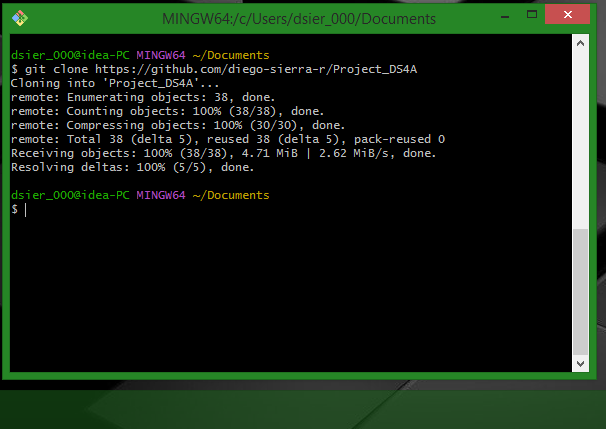 MINGW64:/c/Users/dsier_000/Documents
dsier_000@idea-PC MINGW64 ~/Documents
$ git clone https://github.com/diego-sierra-r/Project_DS4A
Cloning into 'Project_DS4A'...
remote: Enumerating objects: 38, done.
remote: Counting objects: 100% (38/38), done.
remote: Compressing objects: 100% (30/30), done.
remote: Total 38 (delta 5), reused 38 (delta 5), pack-reused 0
Receiving objects: 100% (38/38), 4.71 MiB | 2.62 MiB/s, done.
Resolving deltas: 100% (5/5), done.
dsier_000@idea-PC MINGW64 ~/Documents
$